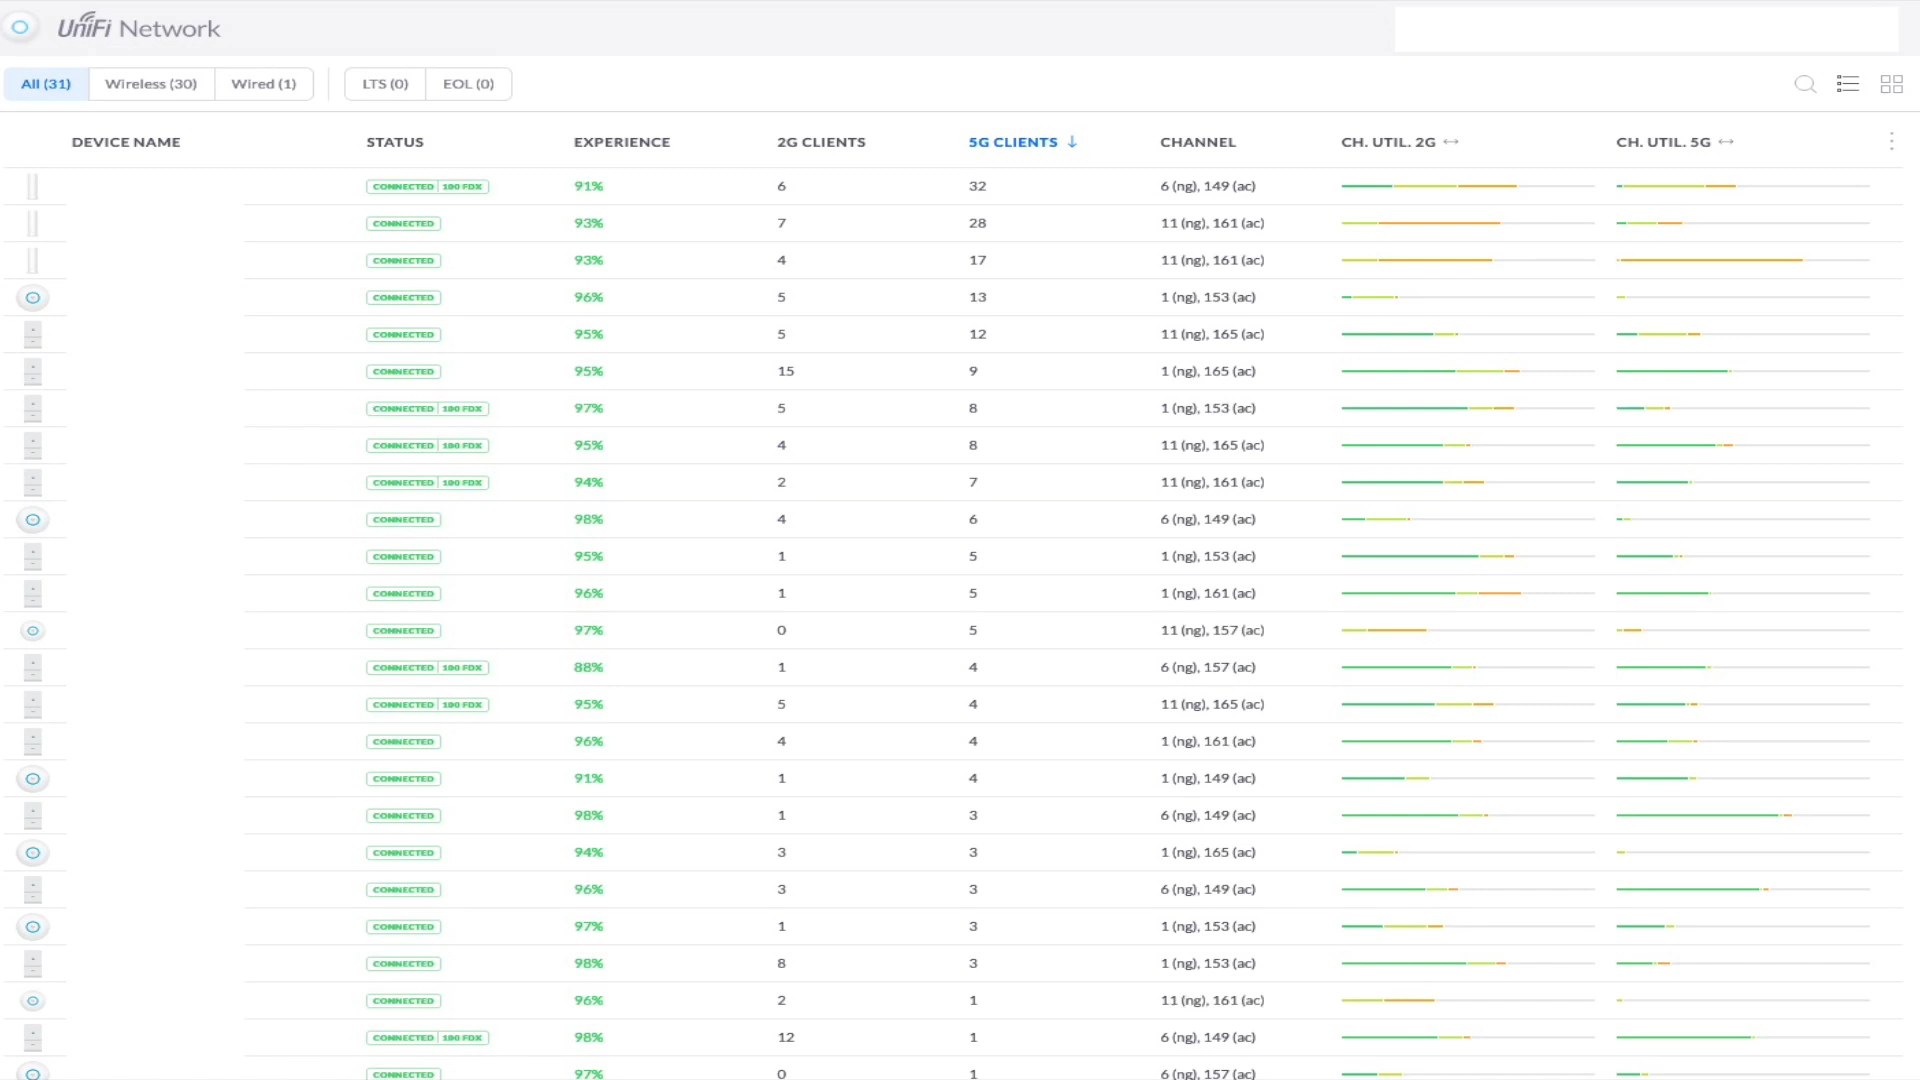 UniFi Network
All (31) Wireless (30) Wired (1) LTS (0) EOL (0)
DEVICE NAME STATUS EXPERIENCE 2G CLIENTS 5G CLIENTS ↓ CHANNEL CH. UTIL. 2G ↔ CH. UTIL. 5G ↔
CONNECTED 100 FDX 91% 6 32 6 (ng), 149 (ac)
CONNECTED 93% 7 28 11 (ng), 161 (ac)
CONNECTED 93% 4 17 11 (ng), 161 (ac)
CONNECTED 96% 5 13 1 (ng), 153 (ac)
CONNECTED 95% 5 12 11 (ng), 165 (ac)
CONNECTED 95% 15 9 1 (ng), 165 (ac)
CONNECTED 100 FDX 97% 5 8 1 (ng), 153 (ac)
CONNECTED 100 FDX 95% 4 8 11 (ng), 165 (ac)
CONNECTED 100 FDX 94% 2 7 11 (ng), 161 (ac)
CONNECTED 98% 4 6 6 (ng), 149 (ac)
CONNECTED 95% 1 5 1 (ng), 153 (ac)
CONNECTED 96% 1 5 1 (ng), 161 (ac)
CONNECTED 97% 0 5 11 (ng), 157 (ac)
CONNECTED 100 FDX 88% 1 4 6 (ng), 157 (ac)
CONNECTED 100 FDX 95% 5 4 11 (ng), 165 (ac)
CONNECTED 96% 4 4 1 (ng), 161 (ac)
CONNECTED 91% 1 4 1 (ng), 149 (ac)
CONNECTED 98% 1 3 6 (ng), 149 (ac)
CONNECTED 94% 3 3 1 (ng), 165 (ac)
CONNECTED 96% 3 3 6 (ng), 149 (ac)
CONNECTED 97% 1 3 1 (ng), 153 (ac)
CONNECTED 98% 8 3 1 (ng), 153 (ac)
CONNECTED 96% 2 1 11 (ng), 161 (ac)
CONNECTED 100 FDX 98% 12 1 6 (ng), 149 (ac)
CONNECTED 97% 0 1 6 (ng), 157 (ac)